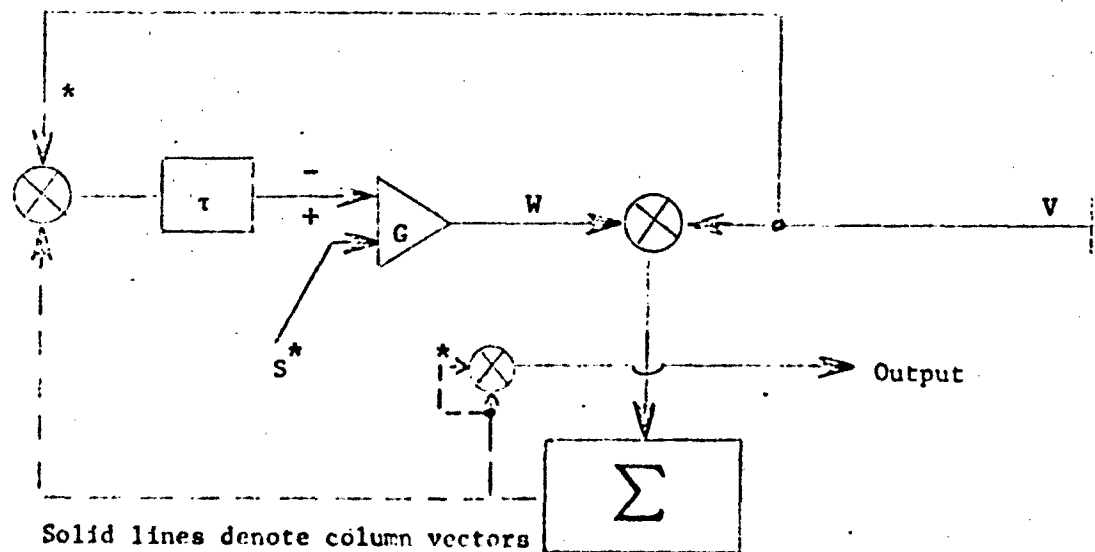 *
τ
-
+
G
W
V
S*
*
Output
Σ
Solid lines denote column vectors